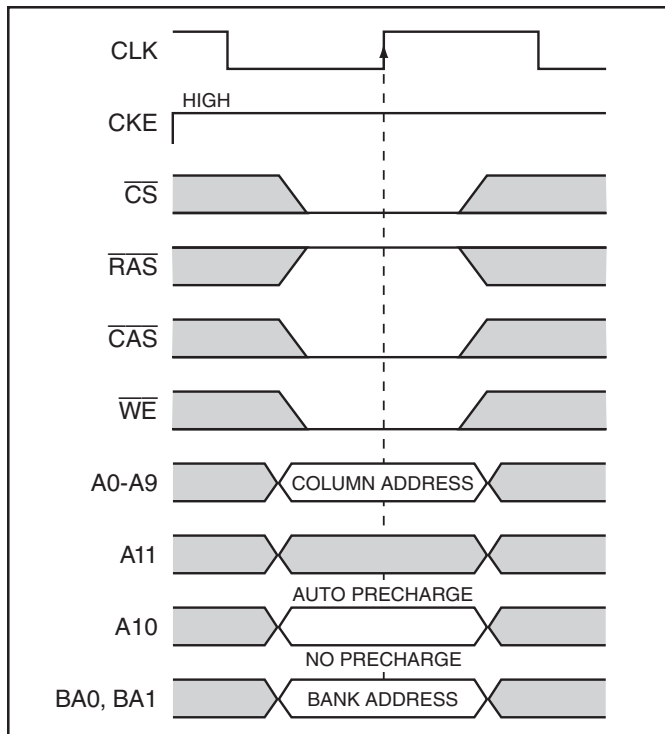 CLK
HIGH
CKE
CS
RAS
CAS
WE
A0-A9 COLUMN ADDRESS
A11
AUTO PRECHARGE
A10
NO PRECHARGE
BA0, BA1 BANK ADDRESS